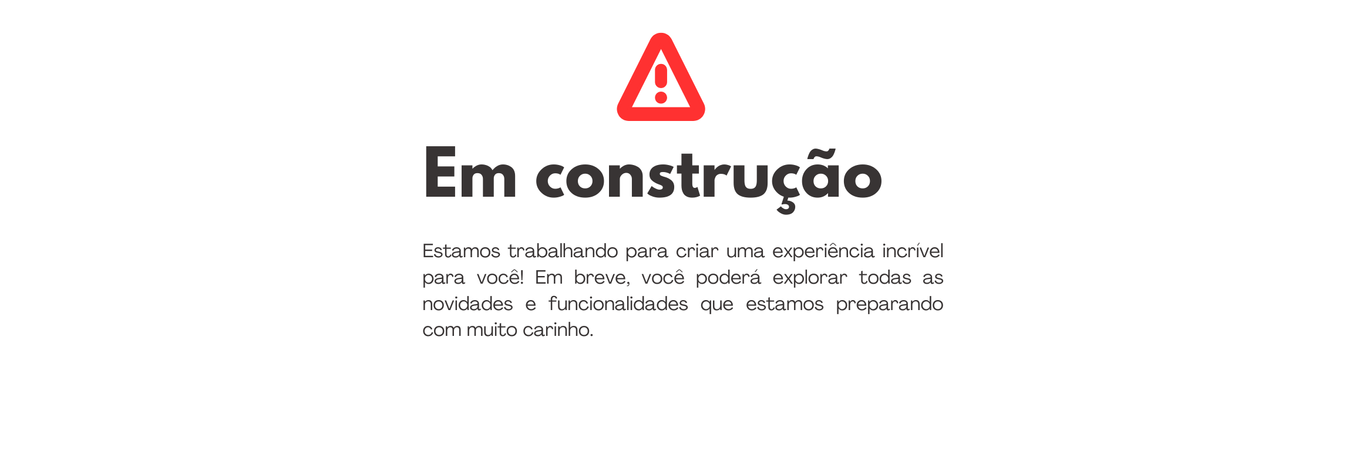 Em construção
Estamos trabalhando para criar uma experiência incrível
para você! Em breve, você poderá explorar todas as
novidades e funcionalidades que estamos preparando
com muito carinho.